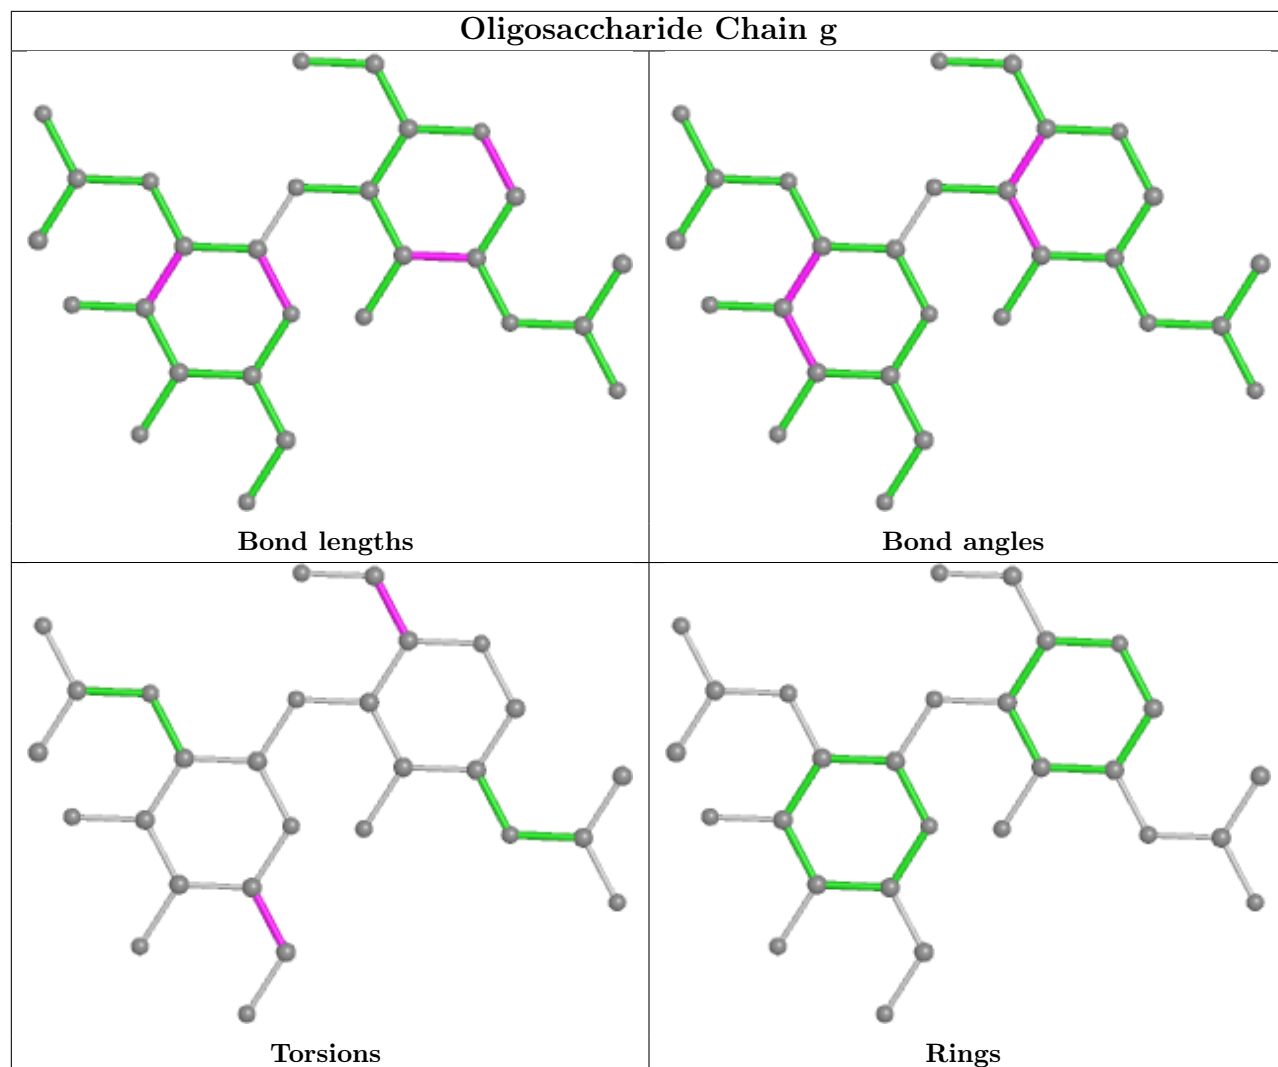 Oligosaccharide Chain g
Bond lengths
Bond angles
Torsions
Rings